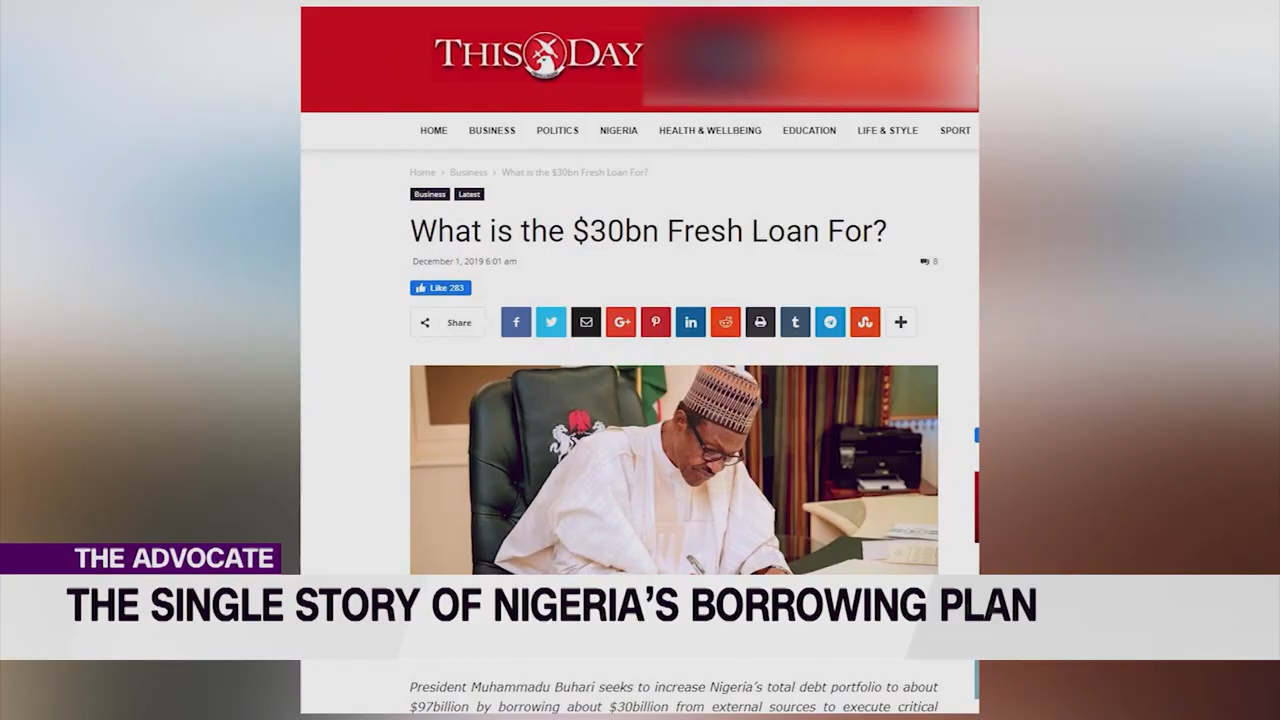 THISDAY
HOME BUSINESS POLITICS NIGERIA HEALTH & WELLBEING EDUCATION LIFE & STYLE SPORT
Home › Business › What is the $30bn Fresh Loan For?
Business Latest
What is the $30bn Fresh Loan For?
December 1, 2019 6:01 am 8
Like 283
Share
THE ADVOCATE
THE SINGLE STORY OF NIGERIA'S BORROWING PLAN
President Muhammadu Buhari seeks to increase Nigeria's total debt portfolio to about
$97billion by borrowing about $30billion from external sources to execute critical